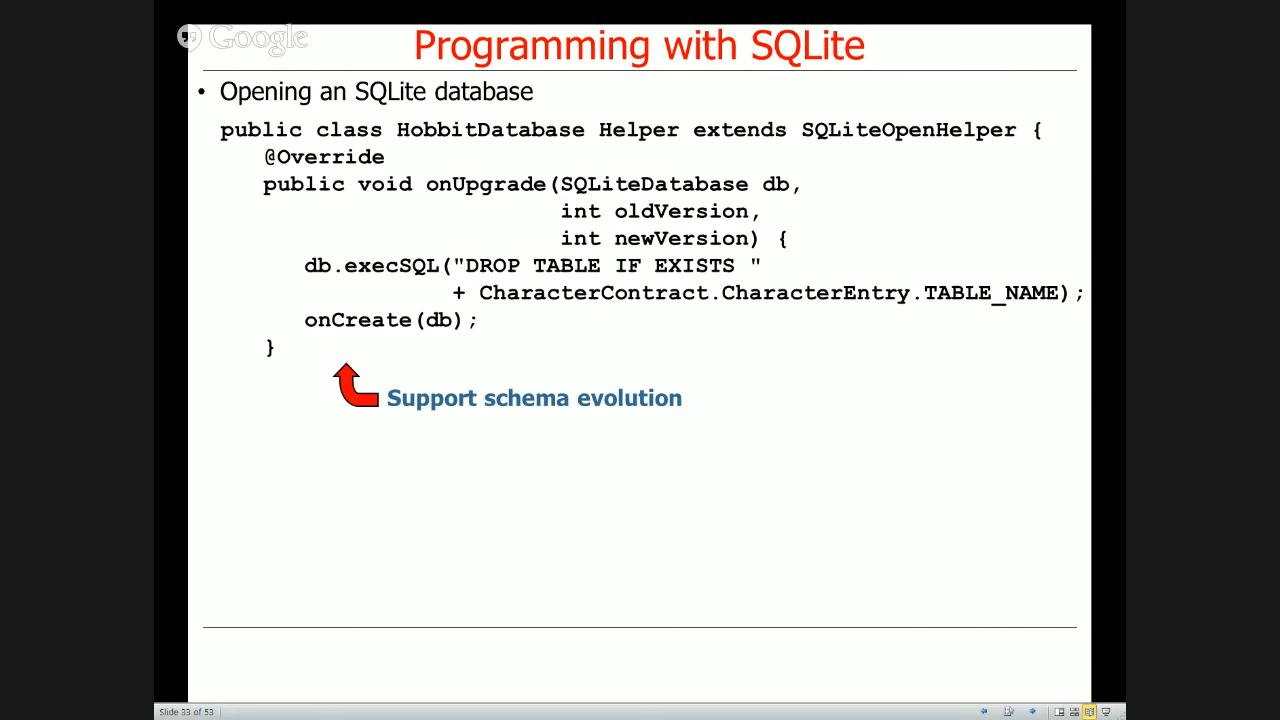 Google
Programming with SQLite
• Opening an SQLite database
public class HobbitDatabase Helper extends SQLiteOpenHelper {
@Override
public void onUpgrade(SQLiteDatabase db,
int oldVersion,
int newVersion) {
db.execSQL("DROP TABLE IF EXISTS "
+ CharacterContract.CharacterEntry.TABLE_NAME);
onCreate(db);
}
Support schema evolution
Slide 33 of 53